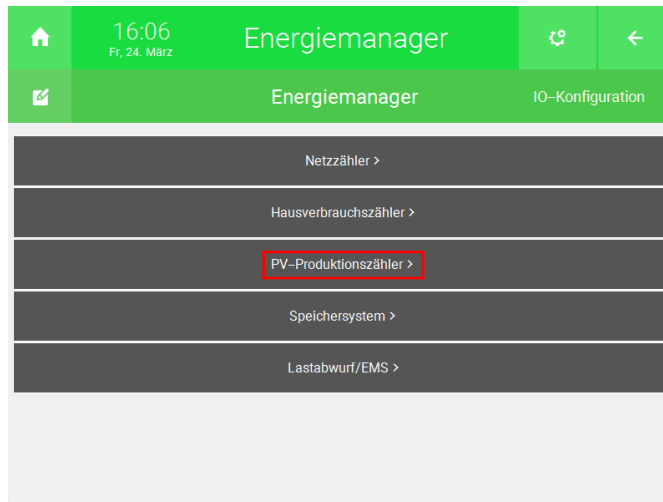 16:06
Fr, 24. März
Energiemanager
Energiemanager
IO-Konfiguration
Netzzähler >
Hausverbrauchszähler >
PV-Produktionszähler >
Speichersystem >
Lastabwurf/EMS >